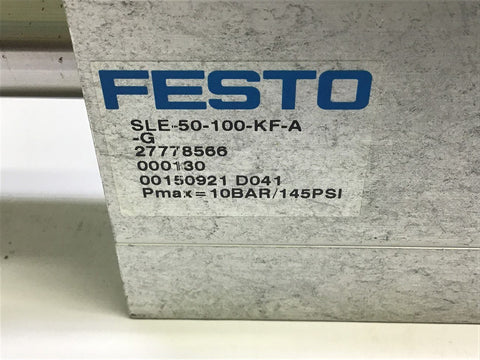 FESTO
SLE-50-100-KF-A
-G
27778566
000130
00150921 D041
Pmax=10BAR/145PSI